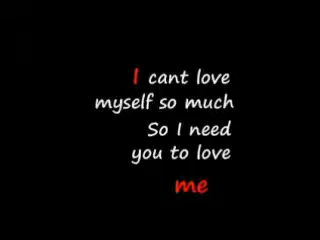 I cant love
myself so much
So I need
you to love
me